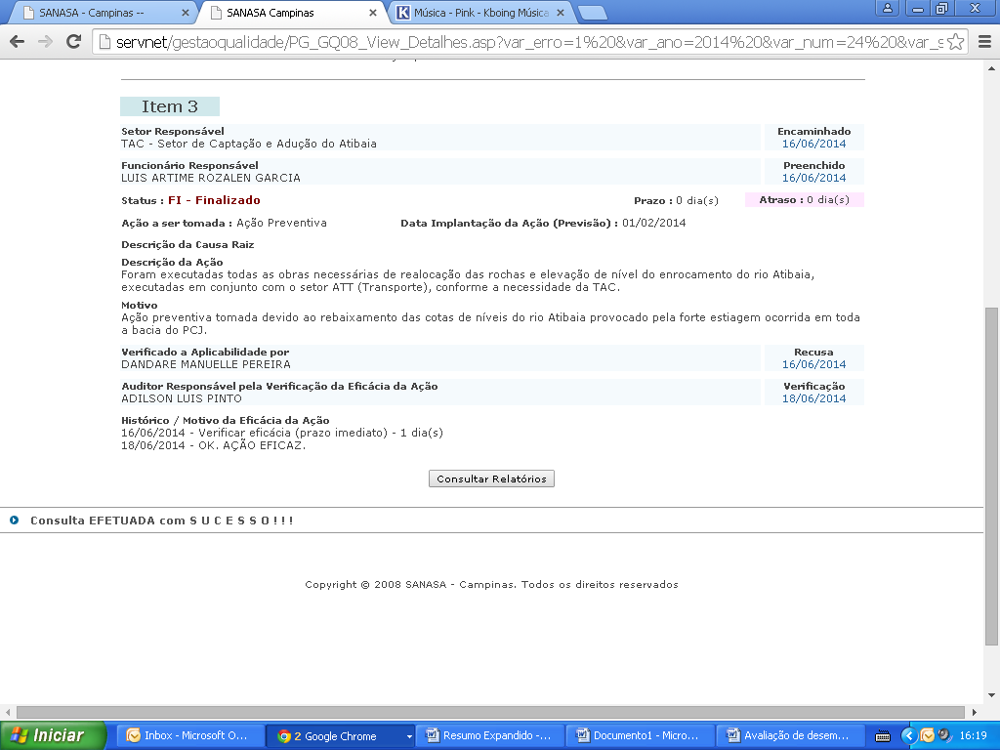 SANASA - Campinas --
SANASA Campinas
Música - Pink - Kboing Música
servnet/gestaoqualidade/PG_GQ08_View_Detalhes.asp?var_erro=1%20&var_ano=2014%20&var_num=24%20&var_s
Item 3
Setor Responsável
Encaminhado
TAC - Setor de Captação e Adução do Atibaia
16/06/2014
Funcionário Responsável
Preenchido
LUIS ARTIME ROZALEN GARCIA
16/06/2014
Status : FI - Finalizado
Prazo : 0 dia(s)
Atraso : 0 dia(s)
Ação a ser tomada : Ação Preventiva
Data Implantação da Ação (Previsão) : 01/02/2014
Descrição da Causa Raiz
Descrição da Ação
Foram executadas todas as obras necessárias de realocação das rochas e elevação de nível do enrocamento do rio Atibaia,
executadas em conjunto com o setor ATT (Transporte), conforme a necessidade da TAC.
Motivo
Ação preventiva tomada devido ao rebaixamento das cotas de níveis do rio Atibaia provocado pela forte estiagem ocorrida em toda
a bacia do PCJ.
Verificado a Aplicabilidade por
Recusa
DANDARE MANUELLE PEREIRA
16/06/2014
Auditor Responsável pela Verificação da Eficácia da Ação
Verificação
ADILSON LUIS PINTO
18/06/2014
Histórico / Motivo da Eficácia da Ação
16/06/2014 - Verificar eficácia (prazo imediato) - 1 dia(s)
18/06/2014 - OK. AÇÃO EFICAZ.
Consultar Relatórios
Consulta EFETUADA com S U C E S S O ! ! !
Copyright © 2008 SANASA - Campinas. Todos os direitos reservados
Iniciar
Inbox - Microsoft O...
2 Google Chrome
Resumo Expandido -...
Documento1 - Micro...
Avaliação de desem...
16:19